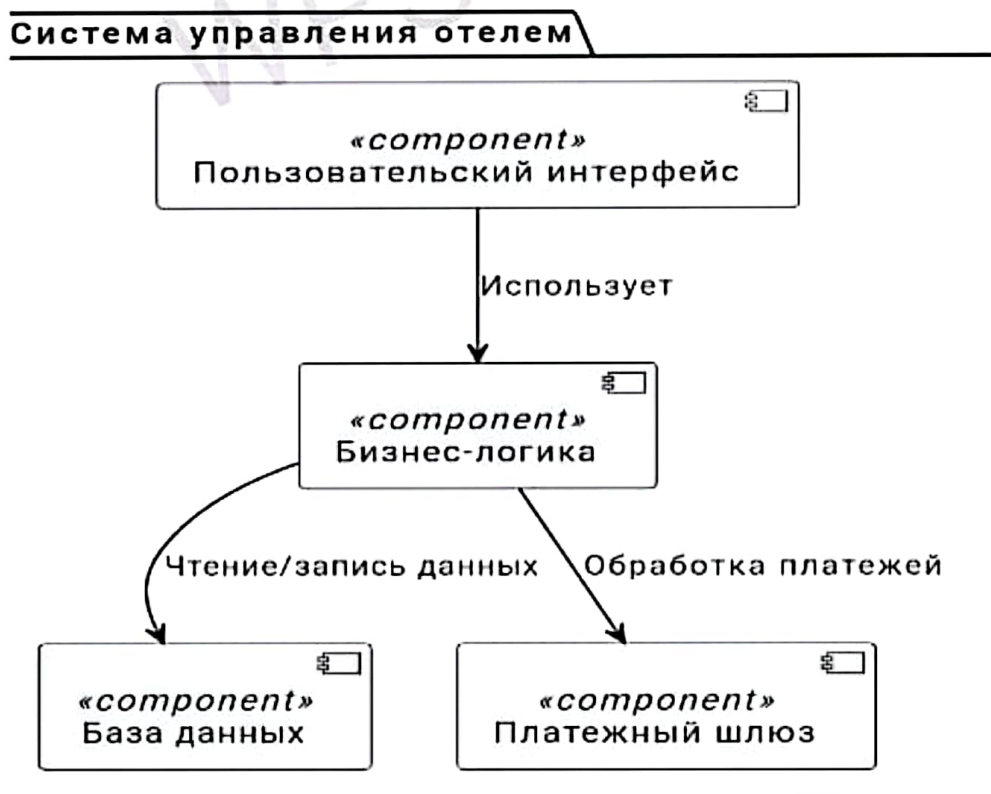 Система управления отелем
«component»
Пользовательский интерфейс
Использует
«component»
Бизнес-логика
Чтение/запись данных
Обработка платежей
«component»
База данных
«component»
Платежный шлюз